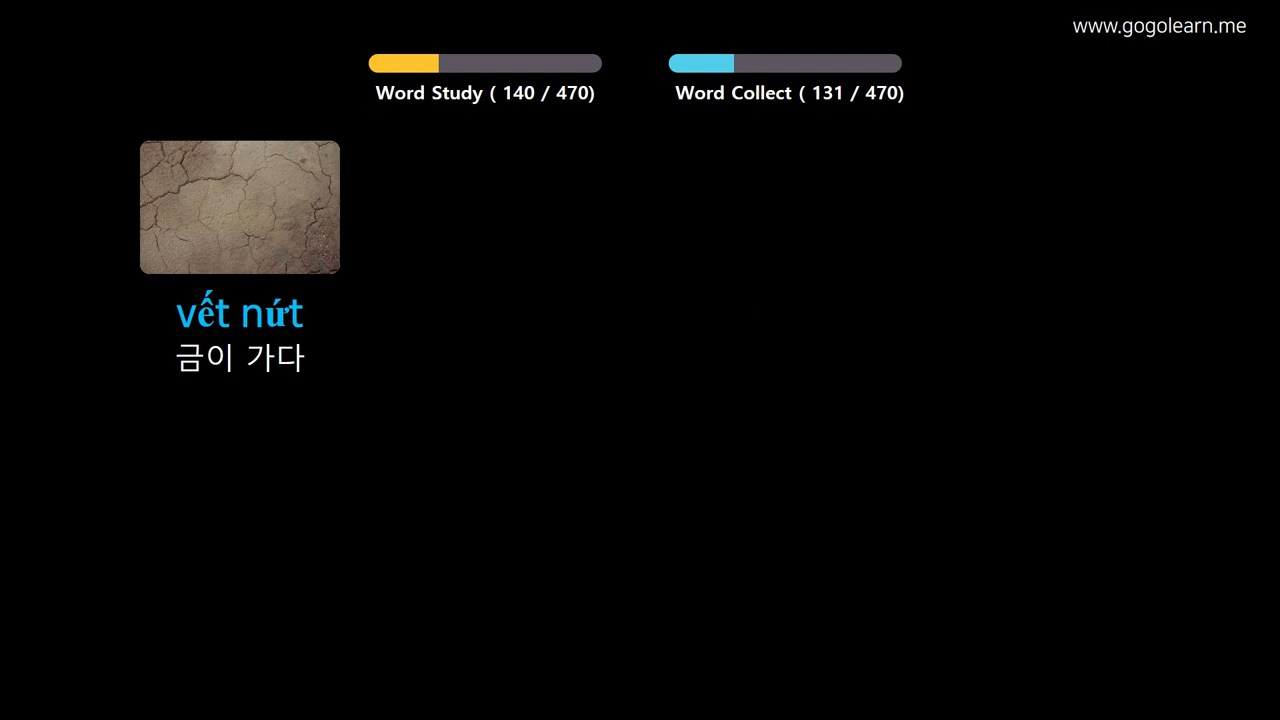 www.gogolearn.me
Word Study ( 140 / 470)
Word Collect ( 131 / 470)
vết nứt
금이 가다